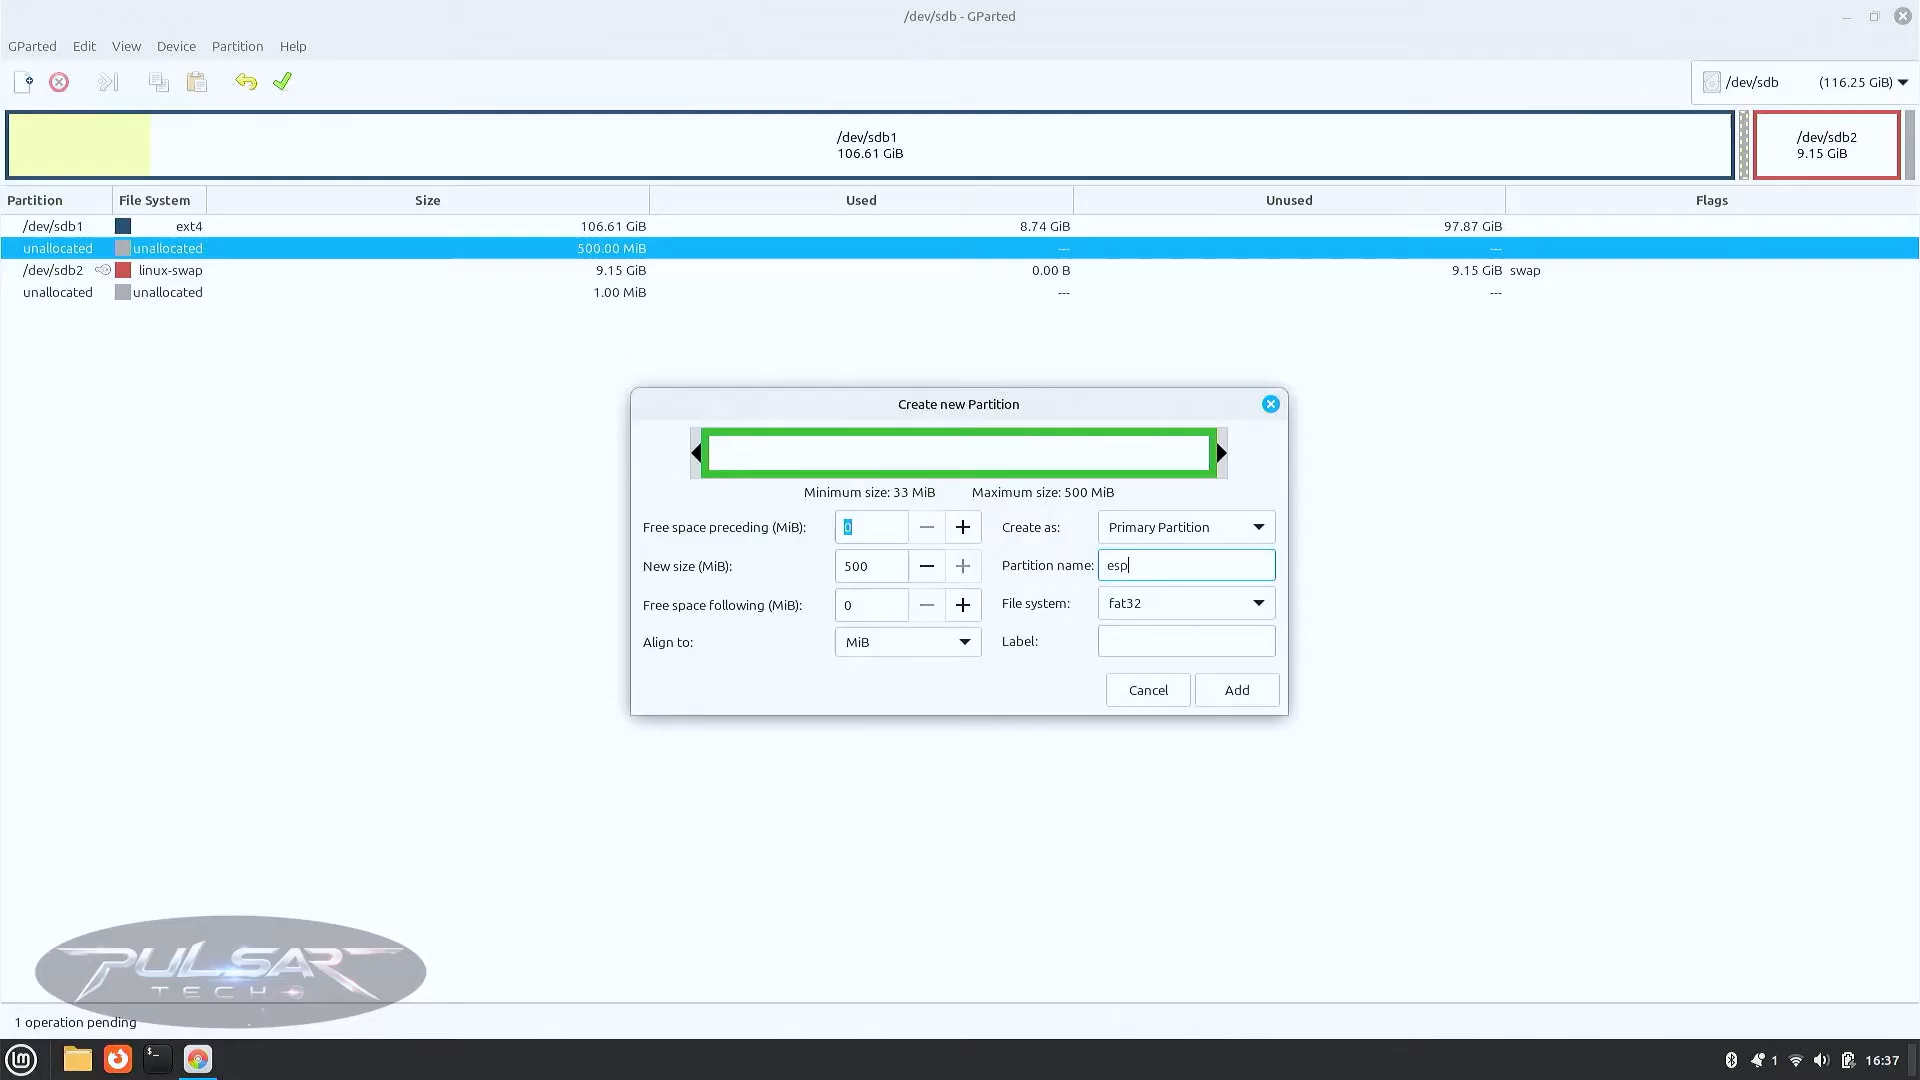 /dev/sdb - GParted
GParted Edit View Device Partition Help
/dev/sdb (116.25 GiB)
/dev/sdb1
106.61 GiB
/dev/sdb2
9.15 GiB
Partition File System Size Used Unused Flags
/dev/sdb1 ext4 106.61 GiB 8.74 GiB 97.87 GiB
unallocated unallocated 500.00 MiB --- ---
/dev/sdb2 linux-swap 9.15 GiB 0.00 B 9.15 GiB swap
unallocated unallocated 1.00 MiB --- ---
Create new Partition
Minimum size: 33 MiB Maximum size: 500 MiB
Free space preceding (MiB): 0 Create as: Primary Partition
New size (MiB): 500 Partition name: esp
Free space following (MiB): 0 File system: fat32
Align to: MiB Label:
Cancel Add
PULSAR
TECH
1 operation pending
1 16:37